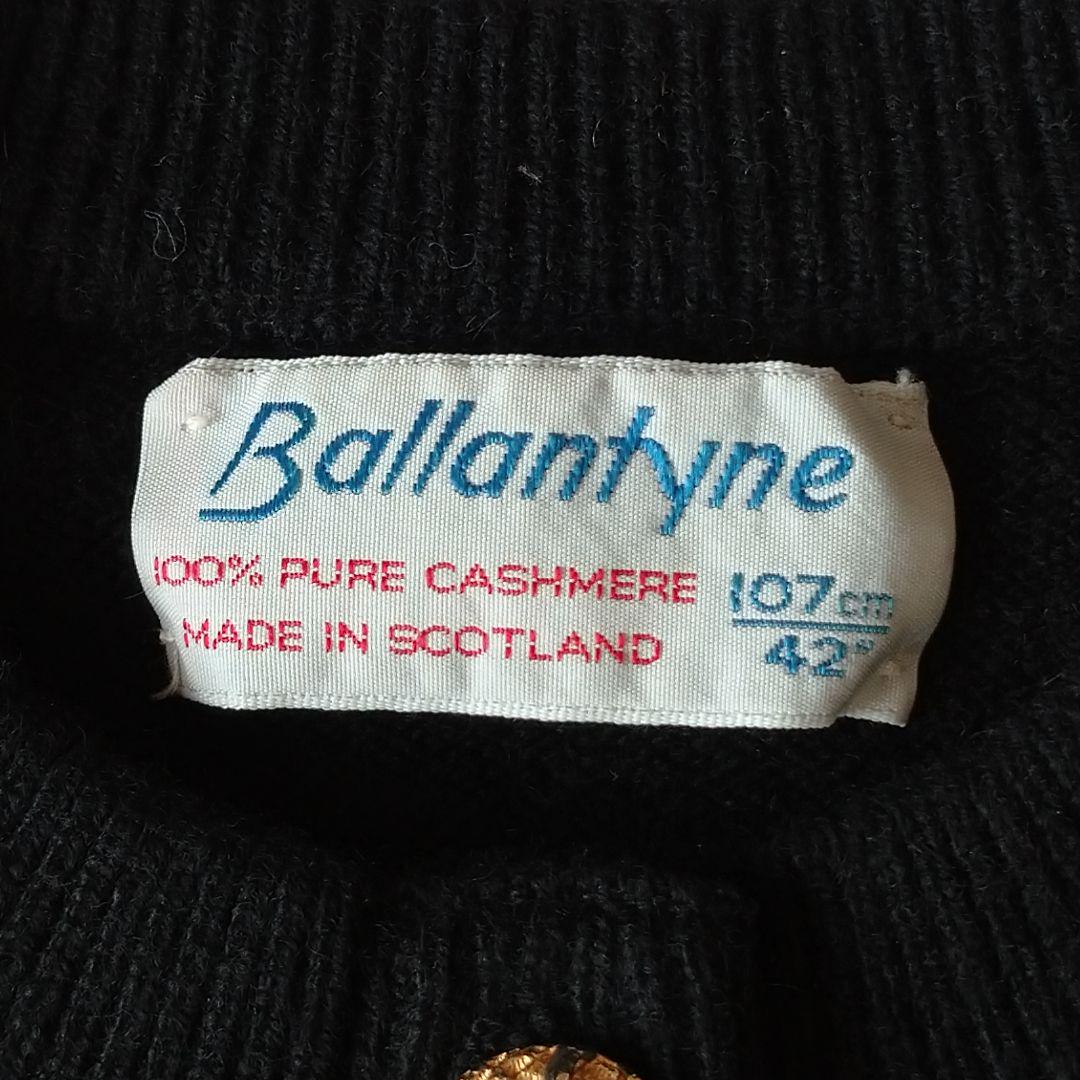 Ballantyne
100% PURE CASHMERE
MADE IN SCOTLAND
107cm
42"